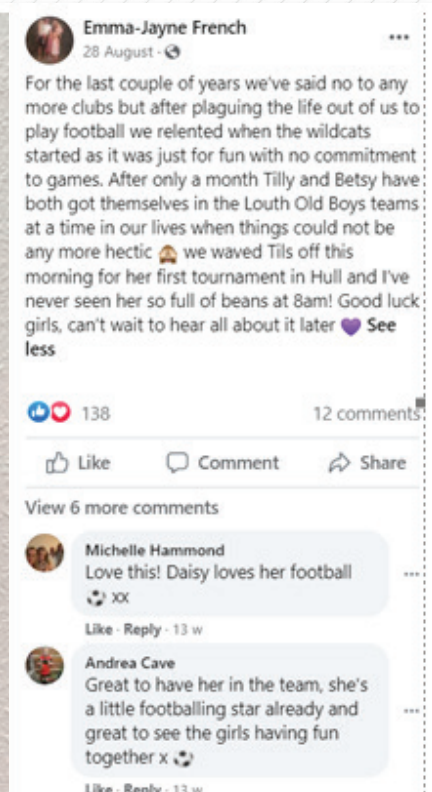 Emma-Jayne French
28 August ·
For the last couple of years we've said no to any
more clubs but after plaguing the life out of us to
play football we relented when the wildcats
started as it was just for fun with no commitment
to games. After only a month Tilly and Betsy have
both got themselves in the Louth Old Boys teams
at a time in our lives when things could not be
any more hectic 🙈 we waved Tils off this
morning for her first tournament in Hull and I've
never seen her so full of beans at 8am! Good luck
girls, can't wait to hear all about it later 💜 See
less
138 12 comments
Like Comment Share
View 6 more comments
Michelle Hammond
Love this! Daisy loves her football
⚽ xx
Like · Reply · 13 w
Andrea Cave
Great to have her in the team, she's
a little footballing star already and
great to see the girls having fun
together x ⚽
Like · Reply · 13 w